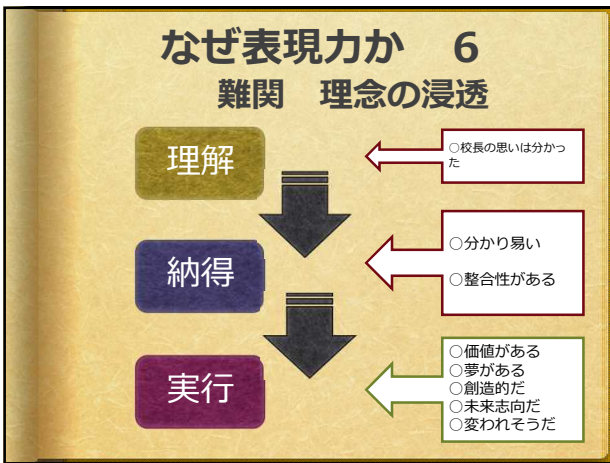 なぜ表現力か　６
難関　理念の浸透
理解
○校長の思いは分かっ
た
納得
○分かり易い
○整合性がある
実行
○価値がある
○夢がある
○創造的だ
○未来志向だ
○変われそうだ